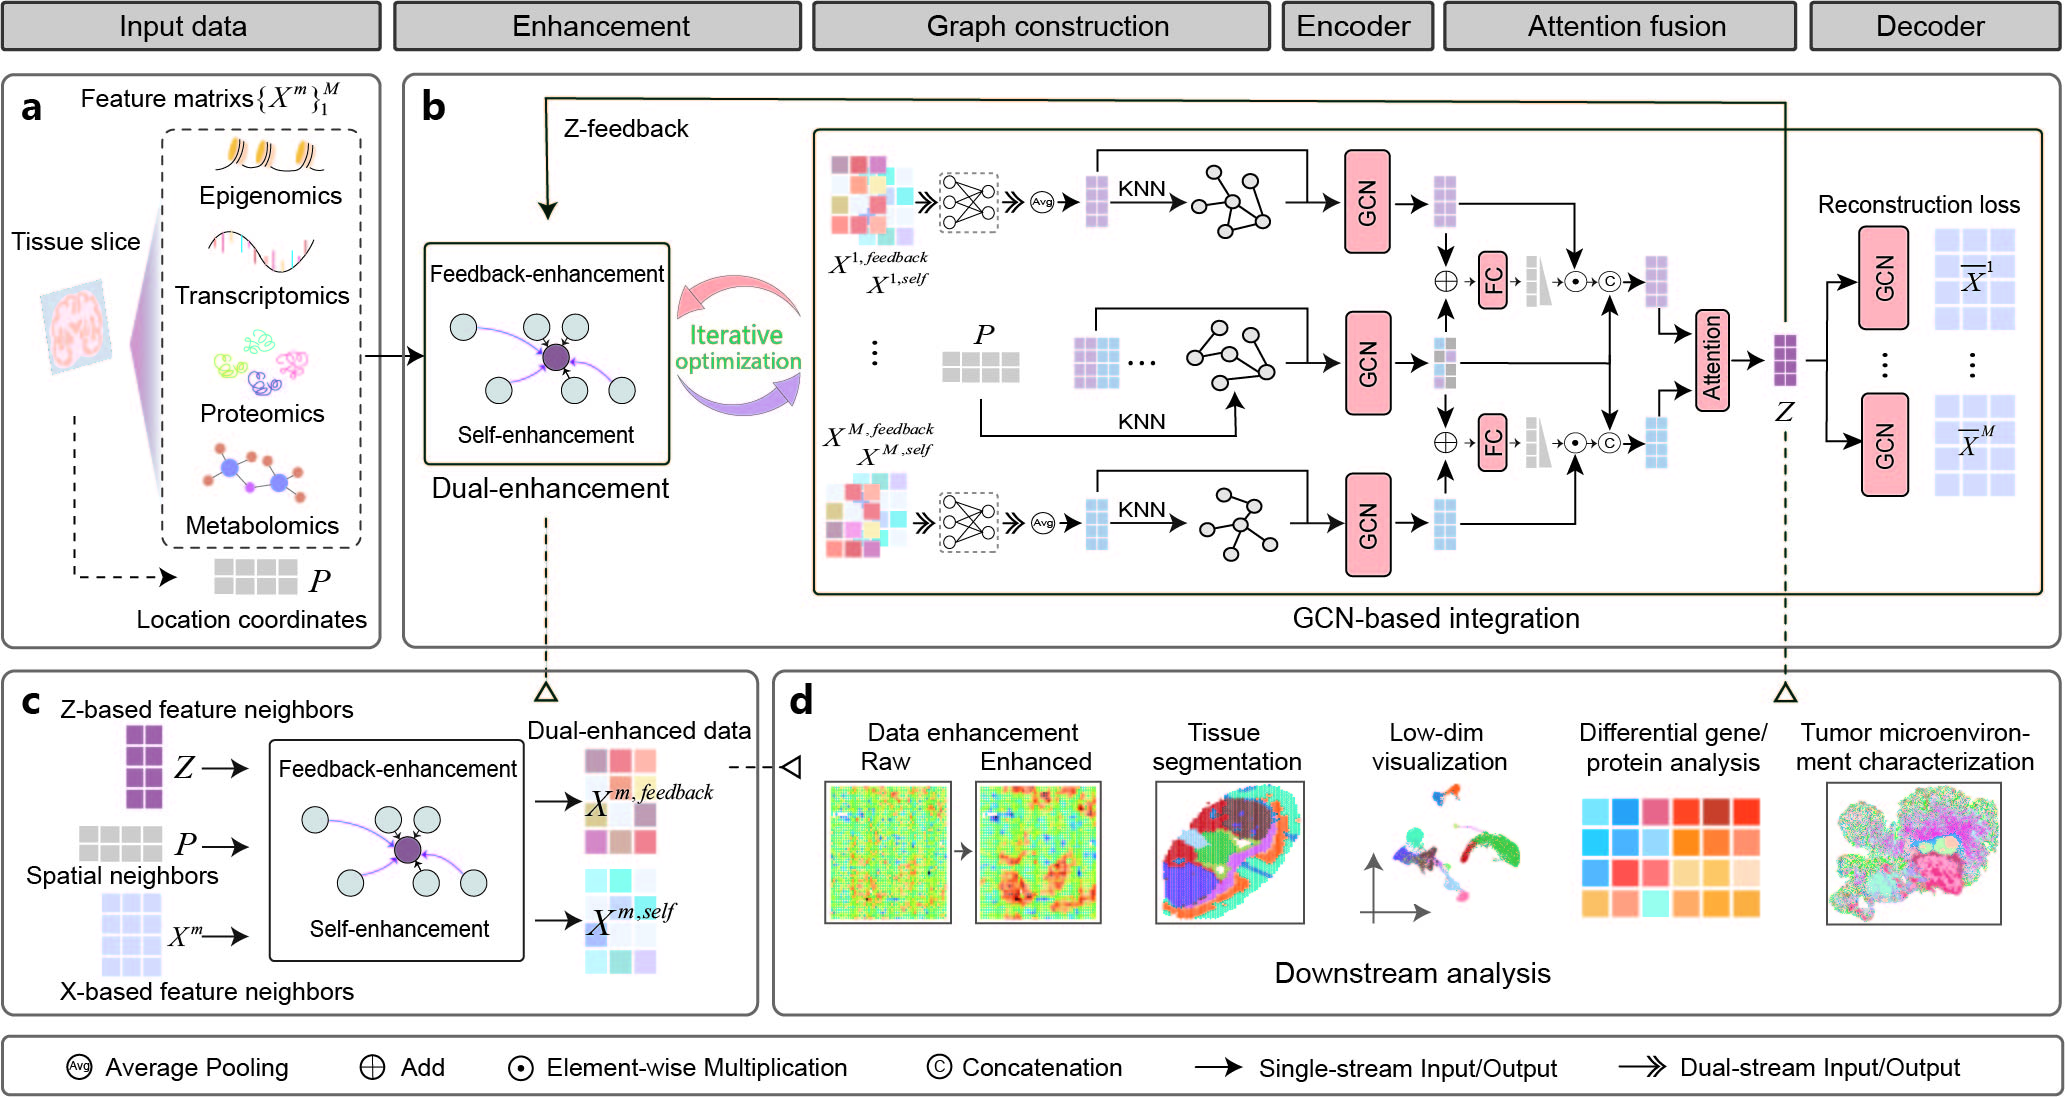 Input data
Enhancement
Graph construction
Encoder
Attention fusion
Decoder
a
Feature matrixs{X^m}_1^M
Epigenomics
Tissue slice
Transcriptomics
Proteomics
Metabolomics
P
Location coordinates
b
Z-feedback
Feedback-enhancement
Self-enhancement
Dual-enhancement
Iterative
optimization
X^{1,feedback}
X^{1,self}
Avg
KNN
GCN
FC
C
P
KNN
GCN
X^{M,feedback}
X^{M,self}
Avg
KNN
GCN
FC
C
Attention
Z
Reconstruction loss
GCN
X̅^1
GCN
X̅^M
GCN-based integration
c
Z-based feature neighbors
Z
P
Spatial neighbors
X^m
X-based feature neighbors
Feedback-enhancement
Self-enhancement
Dual-enhanced data
X^{m,feedback}
X^{m,self}
d
Data enhancement
Raw
Enhanced
Tissue
segmentation
Low-dim
visualization
Differential gene/
protein analysis
Tumor microenviron-
ment characterization
Downstream analysis
Avg Average Pooling
Add
Element-wise Multiplication
C Concatenation
Single-stream Input/Output
Dual-stream Input/Output